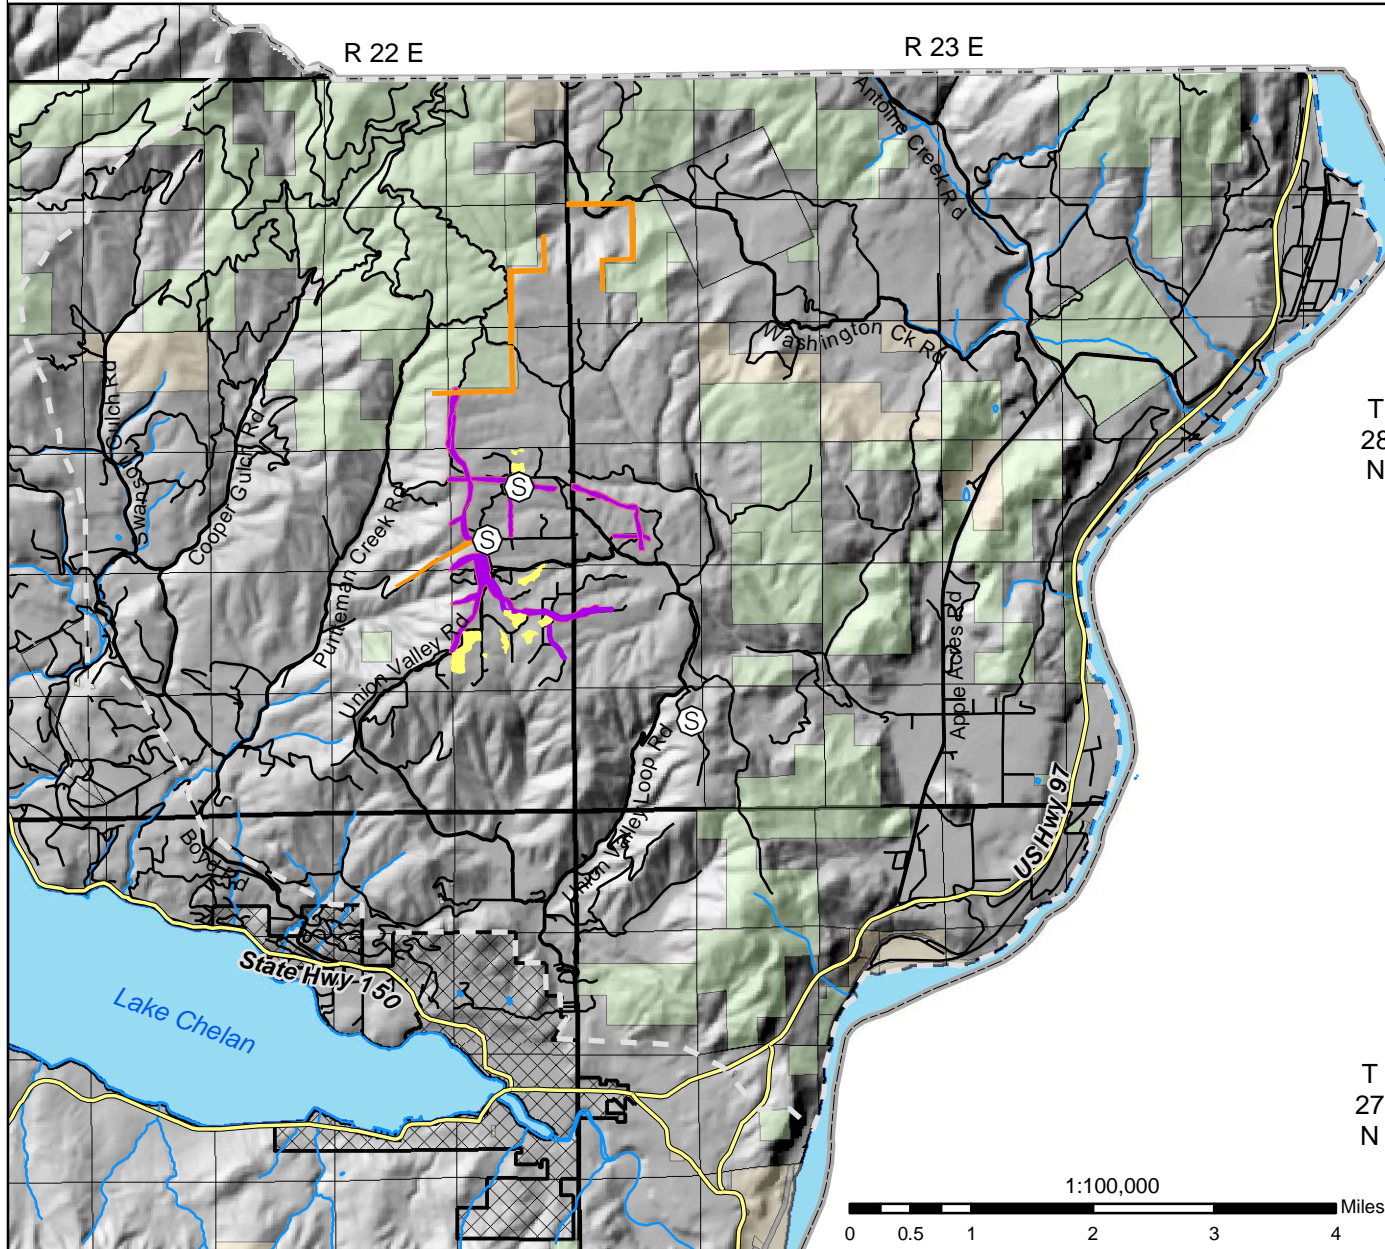 R 22 E
R 23 E
Antoine Creek Rd
Washington Ck Rd
T
28
N
Swanson Gulch Rd
Cooper Gulch Rd
Purtteman Creek Rd
S
S
Union Valley Rd
Apple Acres Rd
S
Union Valley Loop Rd
US Hwy 97
Boyd Rd
State Hwy 150
Lake Chelan
T
27
N
1:100,000
Miles
0 0.5 1 2 3 4